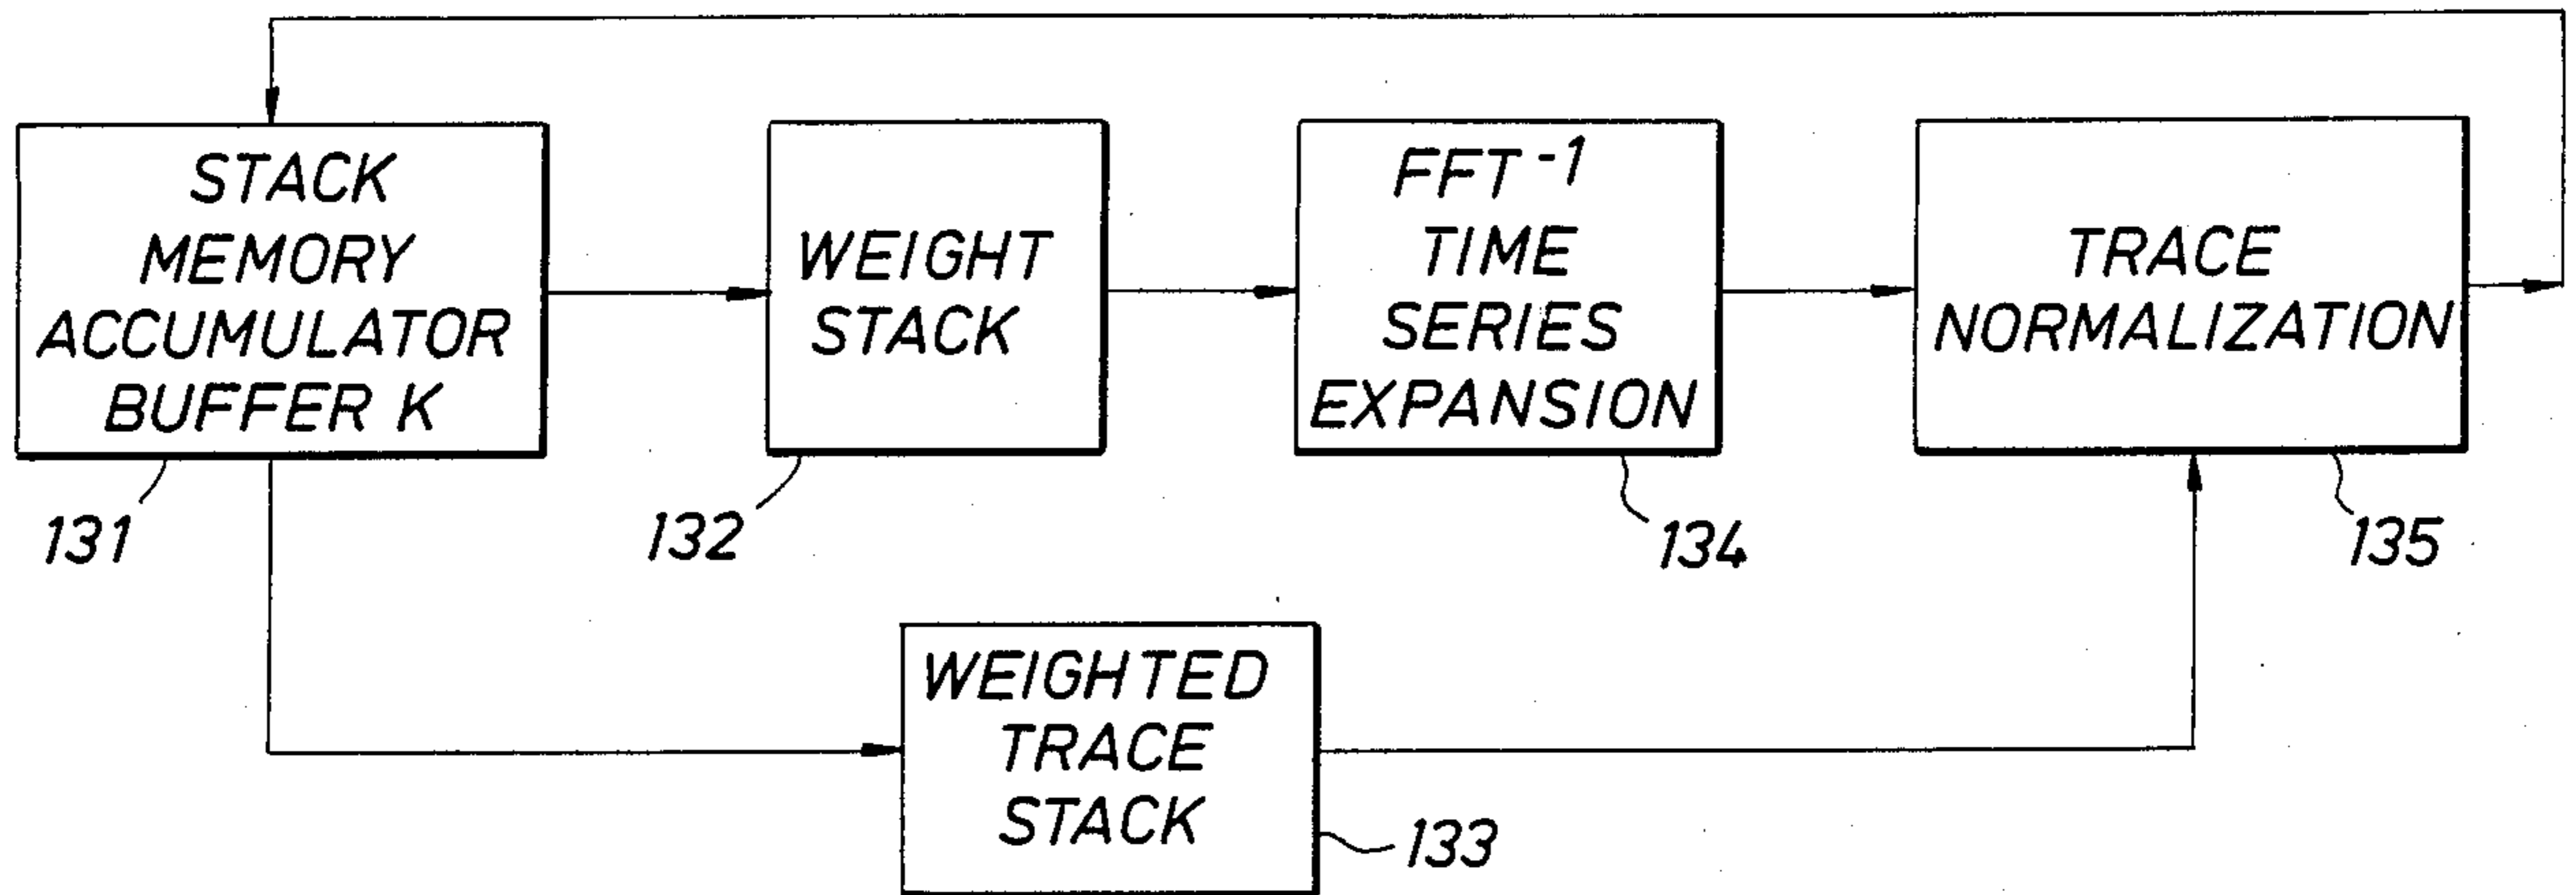 STACK
MEMORY
ACCUMULATOR
BUFFER K
131
WEIGHT
STACK
132
FFT⁻¹
TIME
SERIES
EXPANSION
134
TRACE
NORMALIZATION
135
WEIGHTED
TRACE
STACK
133